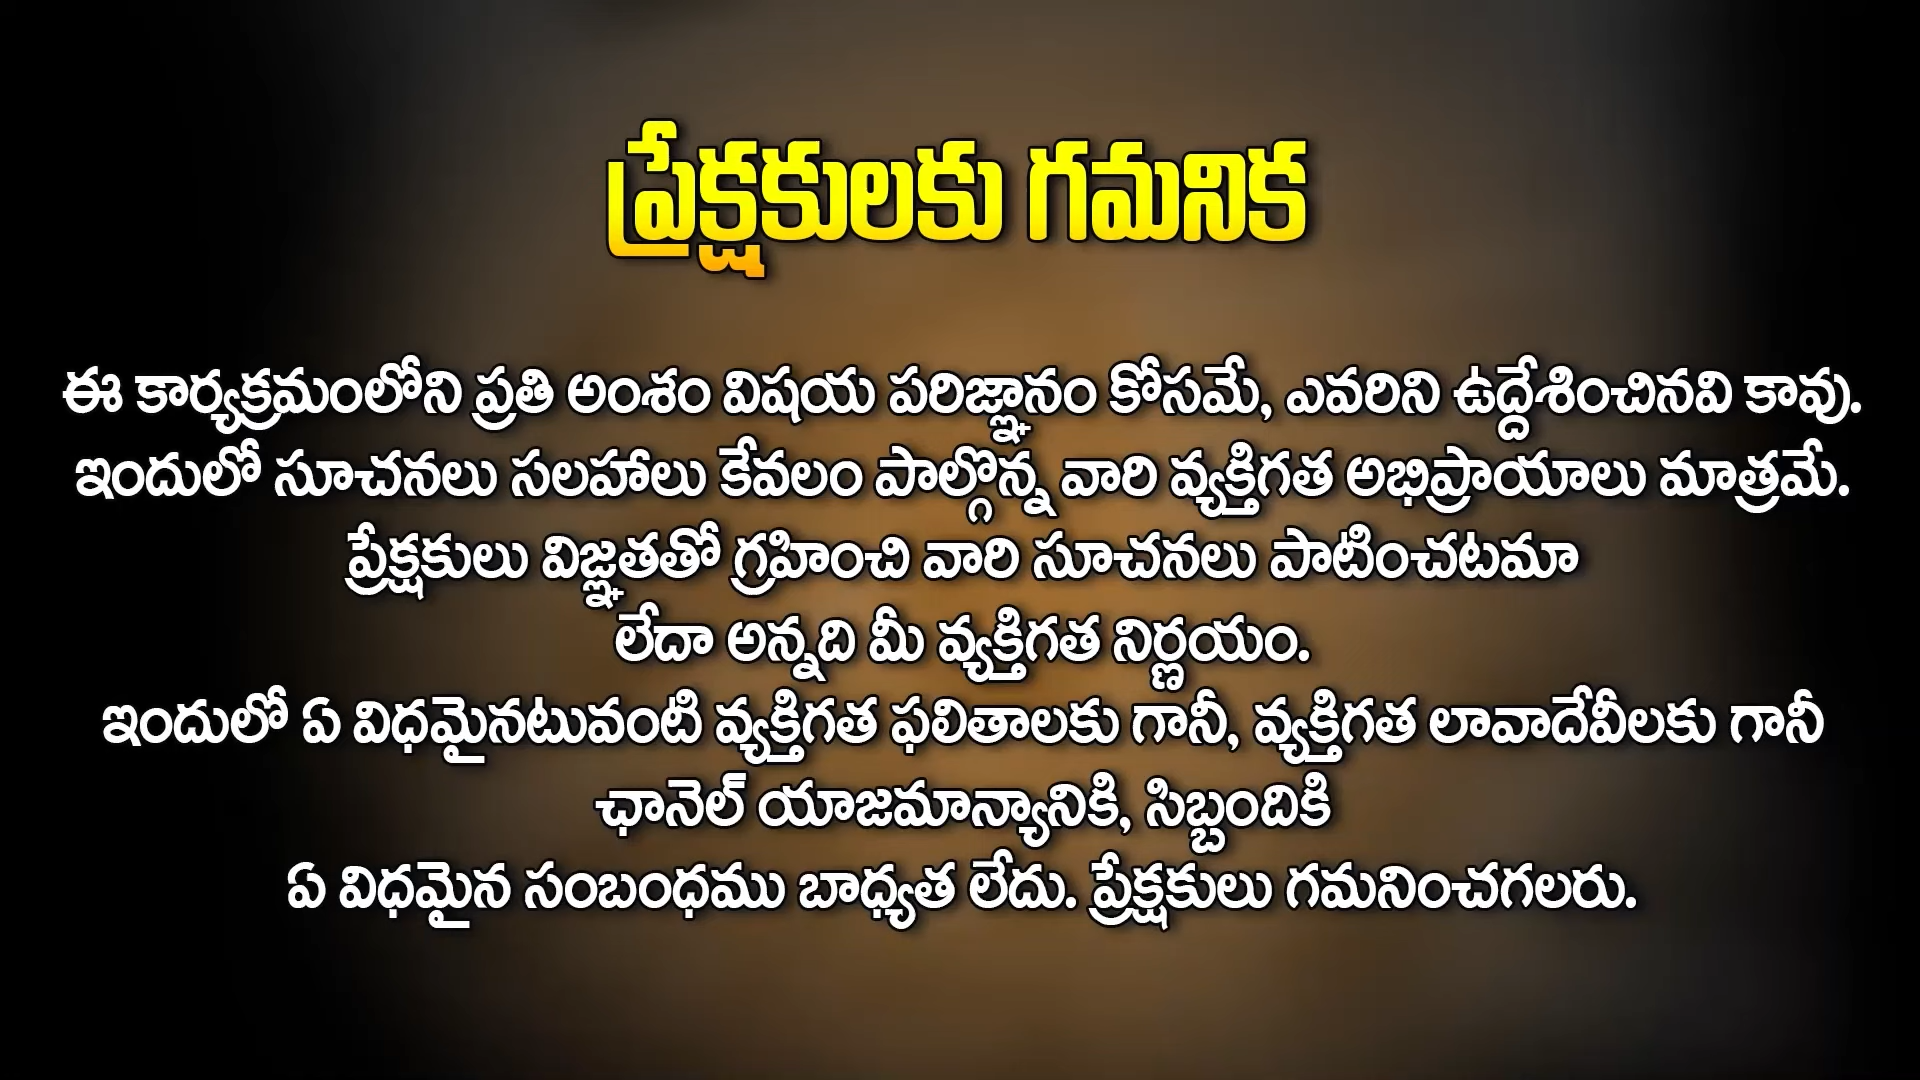 ప్రేక్షకులకు గమనిక
ఈ కార్యక్రమంలోని ప్రతి అంశం విషయ పరిజ్ఞానం కోసమే, ఎవరిని ఉద్దేశించినవి కావు.
ఇందులో సూచనలు సలహాలు కేవలం పాల్గొన్న వారి వ్యక్తిగత అభిప్రాయాలు మాత్రమే.
ప్రేక్షకులు విజ్ఞతతో గ్రహించి వారి సూచనలు పాటించటమా
లేదా అన్నది మీ వ్యక్తిగత నిర్ణయం.
ఇందులో ఏ విధమైనటువంటి వ్యక్తిగత ఫలితాలకు గానీ, వ్యక్తిగత లావాదేవీలకు గానీ
ఛానెల్ యాజమాన్యానికి, సిబ్బందికి
ఏ విధమైన సంబంధము బాధ్యత లేదు. ప్రేక్షకులు గమనించగలరు.